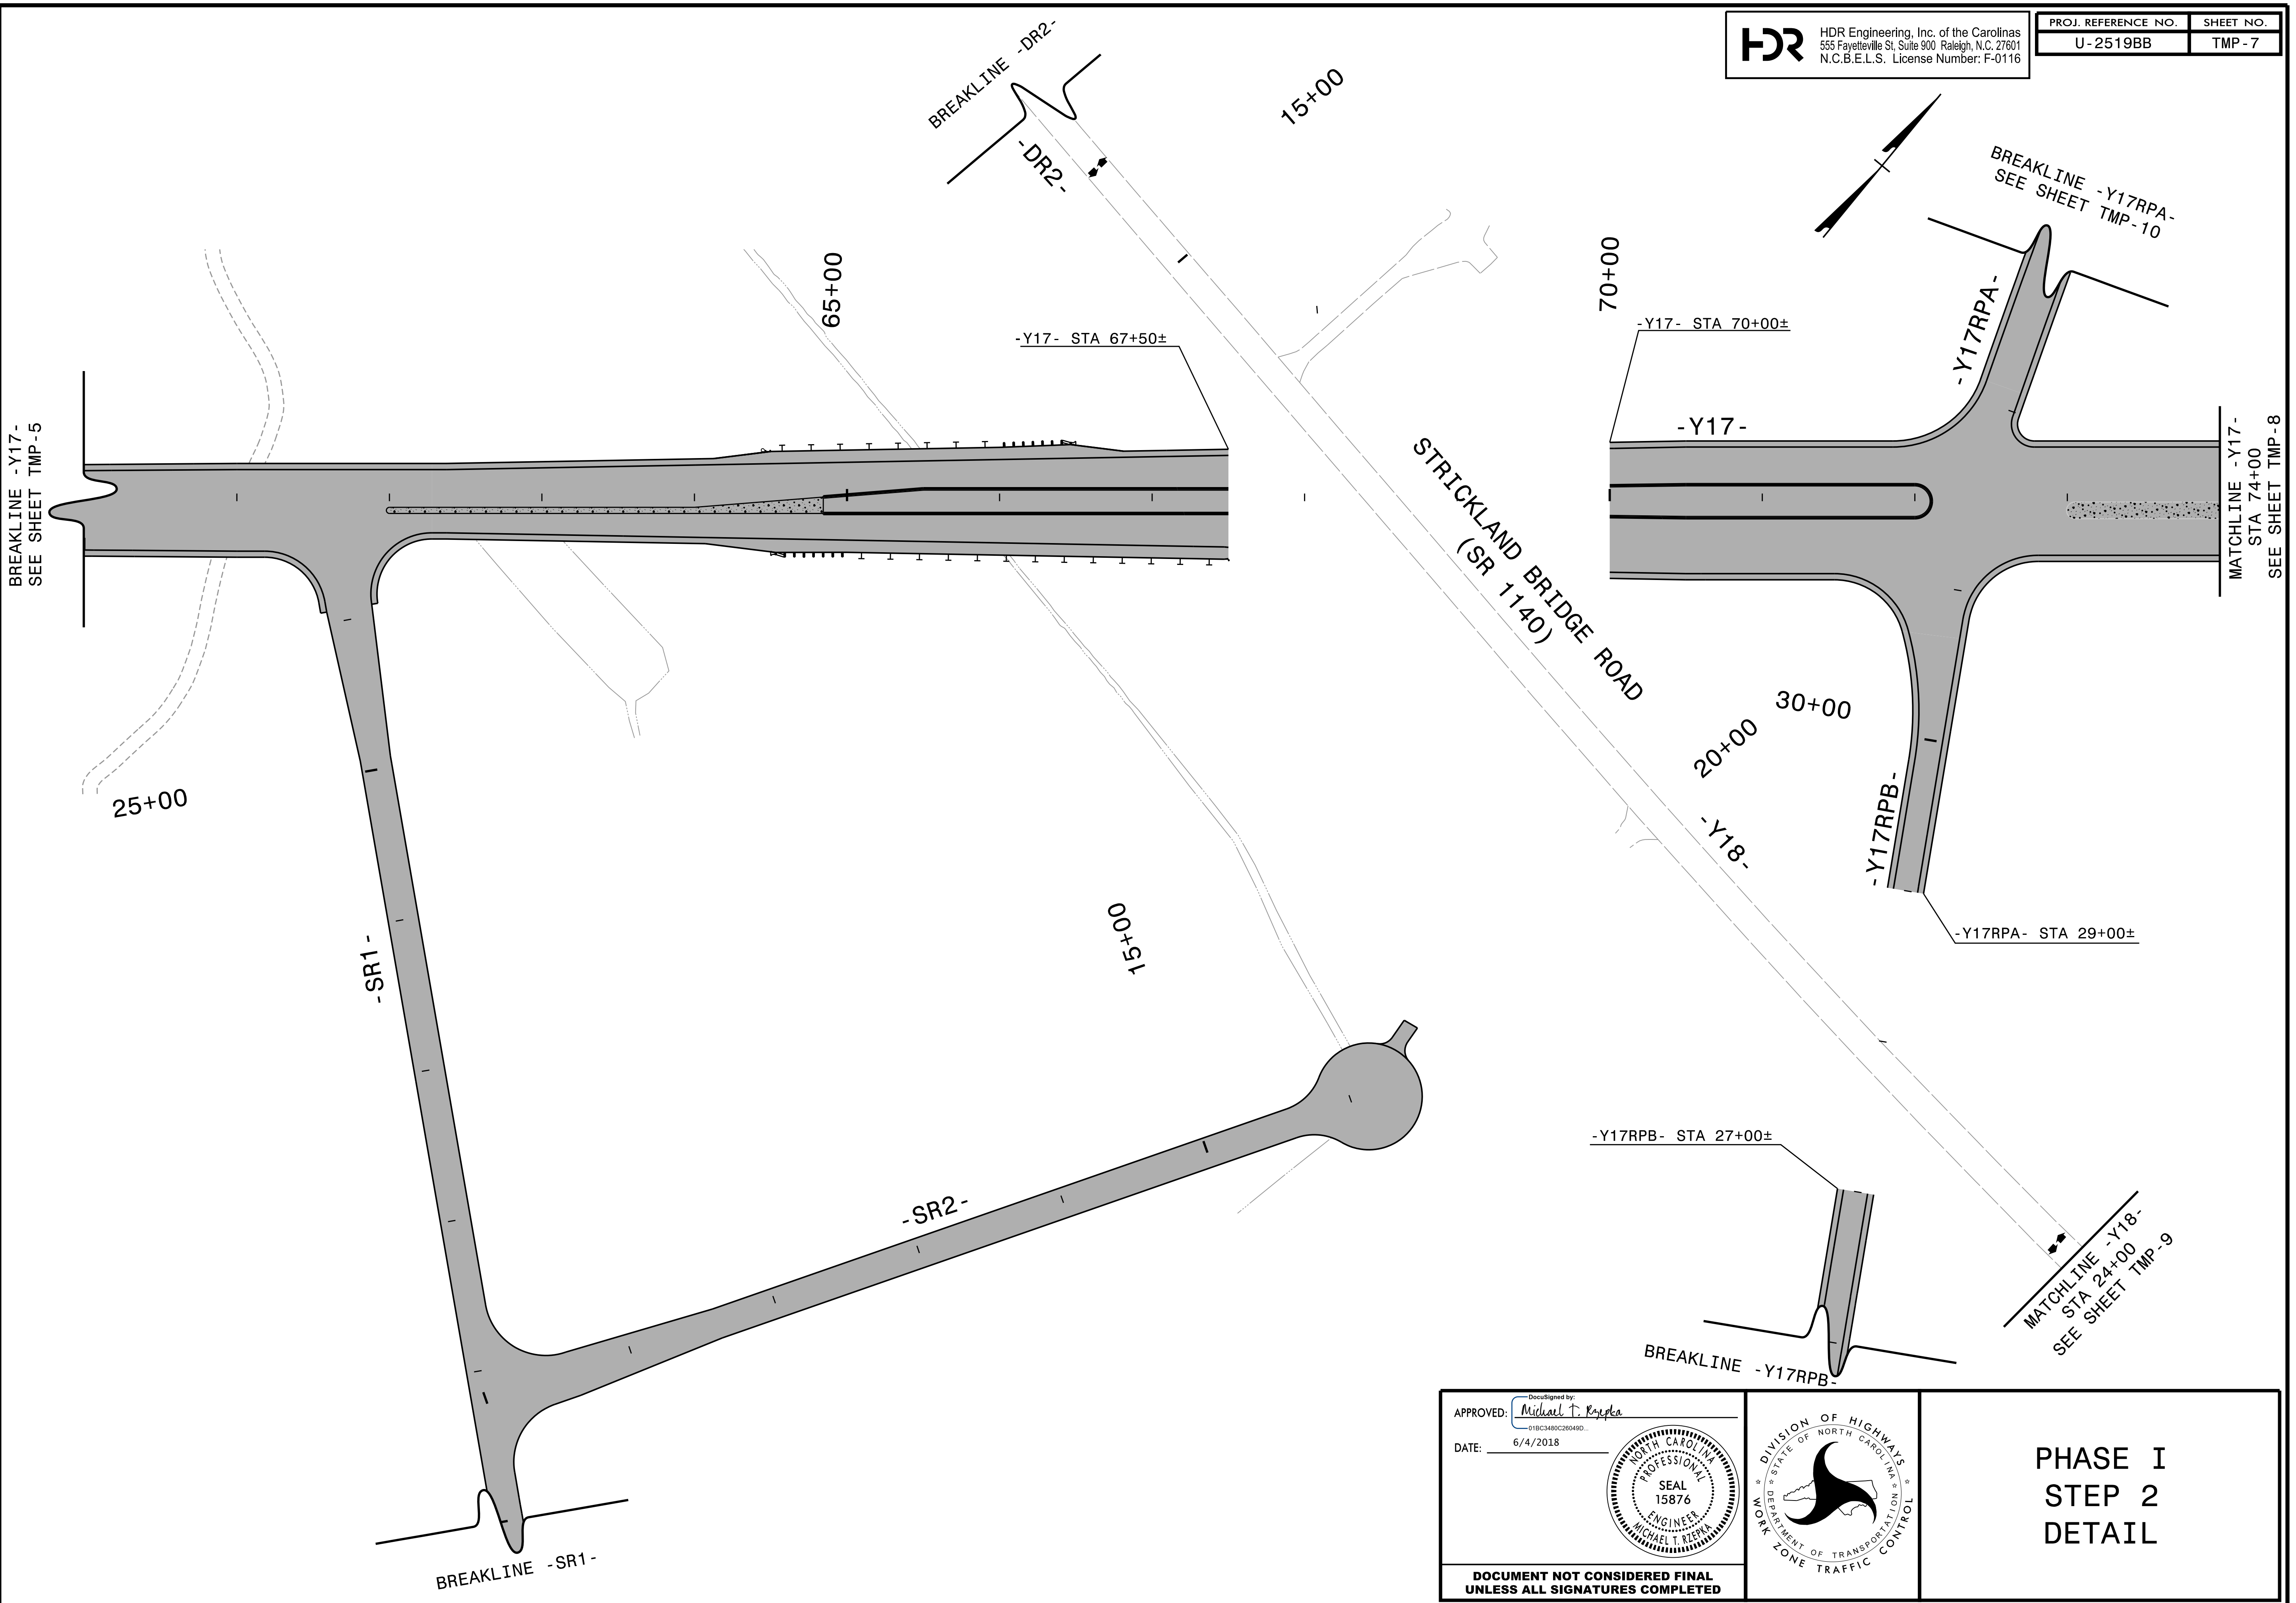 HDR
HDR Engineering, Inc. of the Carolinas
555 Fayetteville St, Suite 900 Raleigh, N.C. 27601
N.C.B.E.L.S. License Number: F-0116
PROJ. REFERENCE NO.
SHEET NO.
U-2519BB
TMP-7
BREAKLINE -DR2-
-DR2-
15+00
BREAKLINE -Y17RPA-
SEE SHEET TMP-10
65+00
70+00
-Y17- STA 67+50±
-Y17- STA 70+00±
-Y17RPA-
BREAKLINE -Y17-
SEE SHEET TMP-5
-Y17-
MATCHLINE -Y17-
STA 74+00
SEE SHEET TMP-8
STRICKLAND BRIDGE ROAD
(SR 1140)
30+00
20+00
25+00
-Y18-
-Y17RPB-
-SR1-
15+00
-Y17RPA- STA 29+00±
-Y17RPB- STA 27+00±
-SR2-
MATCHLINE -Y18-
STA 24+00
SEE SHEET TMP-9
BREAKLINE -Y17RPB-
BREAKLINE -SR1-
DocuSigned by:
APPROVED: Michael T. Rzepka
01BC3480C26049D...
DATE: 6/4/2018
NORTH CAROLINA
PROFESSIONAL
SEAL
15876
ENGINEER
MICHAEL T. RZEPKA
DOCUMENT NOT CONSIDERED FINAL
UNLESS ALL SIGNATURES COMPLETED
DIVISION OF HIGHWAYS
STATE OF NORTH CAROLINA
DEPARTMENT OF TRANSPORTATION
WORK ZONE TRAFFIC CONTROL
PHASE I
STEP 2
DETAIL